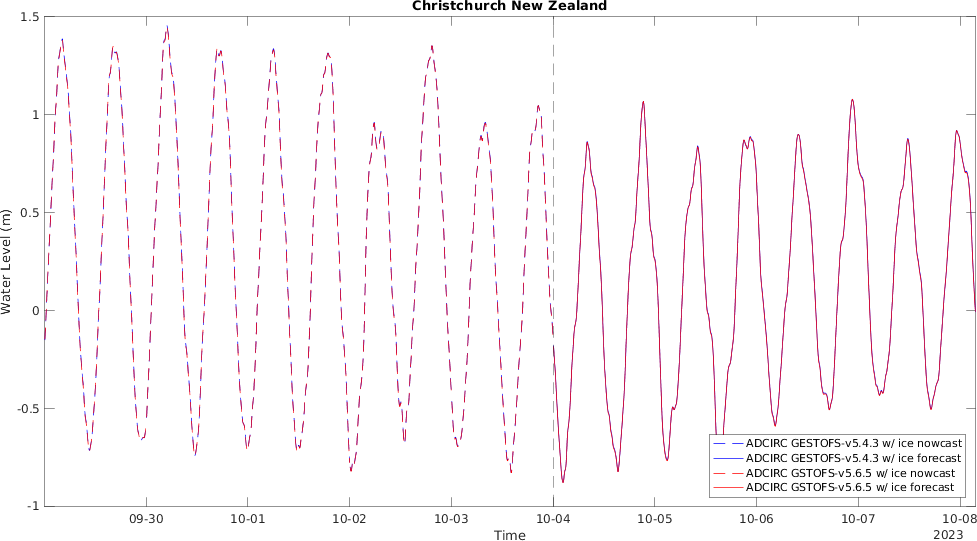 Christchurch New Zealand
1.5
1
0.5
0
-0.5
-1
Water Level (m)
09-30 10-01 10-02 10-03 10-04 10-05 10-06 10-07 10-08
Time
2023
ADCIRC GESTOFS-v5.4.3 w/ ice nowcast
ADCIRC GESTOFS-v5.4.3 w/ ice forecast
ADCIRC GSTOFS-v5.6.5 w/ ice nowcast
ADCIRC GSTOFS-v5.6.5 w/ ice forecast